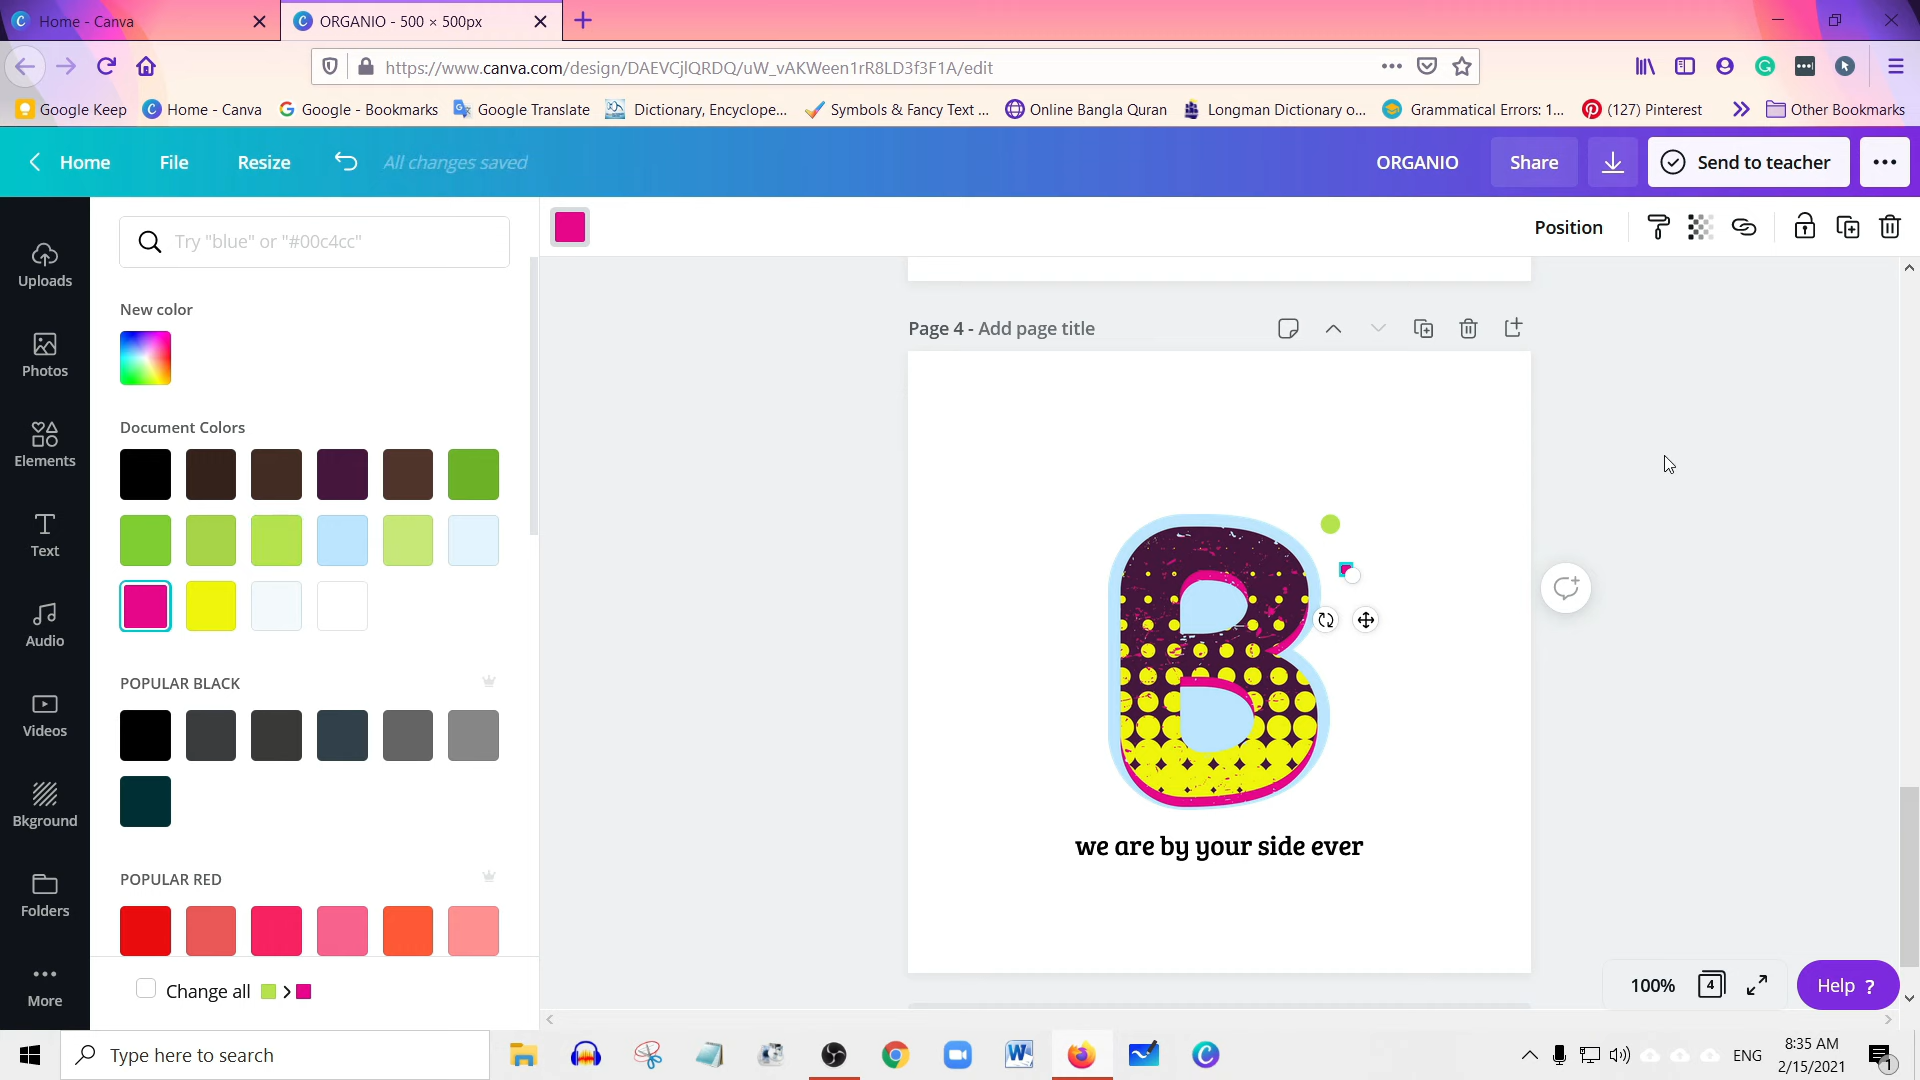 Home - Canva
ORGANIO - 500 × 500px
https://www.canva.com/design/DAEVCjlQRDQ/uW_vAKWeen1rR8LD3f3F1A/edit
Google Keep
Home - Canva
Google - Bookmarks
Google Translate
Dictionary, Encyclope...
Symbols & Fancy Text ...
Online Bangla Quran
Longman Dictionary o...
Grammatical Errors: 1...
(127) Pinterest
Other Bookmarks
Home
File
Resize
All changes saved
ORGANIO
Share
Send to teacher
Try "blue" or "#00c4cc"
Position
Uploads
Photos
Elements
Text
Audio
Videos
Bkground
Folders
More
New color
Document Colors
POPULAR BLACK
POPULAR RED
Change all
Page 4 - Add page title
B
we are by your side ever
100%
4
Help ?
Type here to search
ENG
8:35 AM
2/15/2021
1